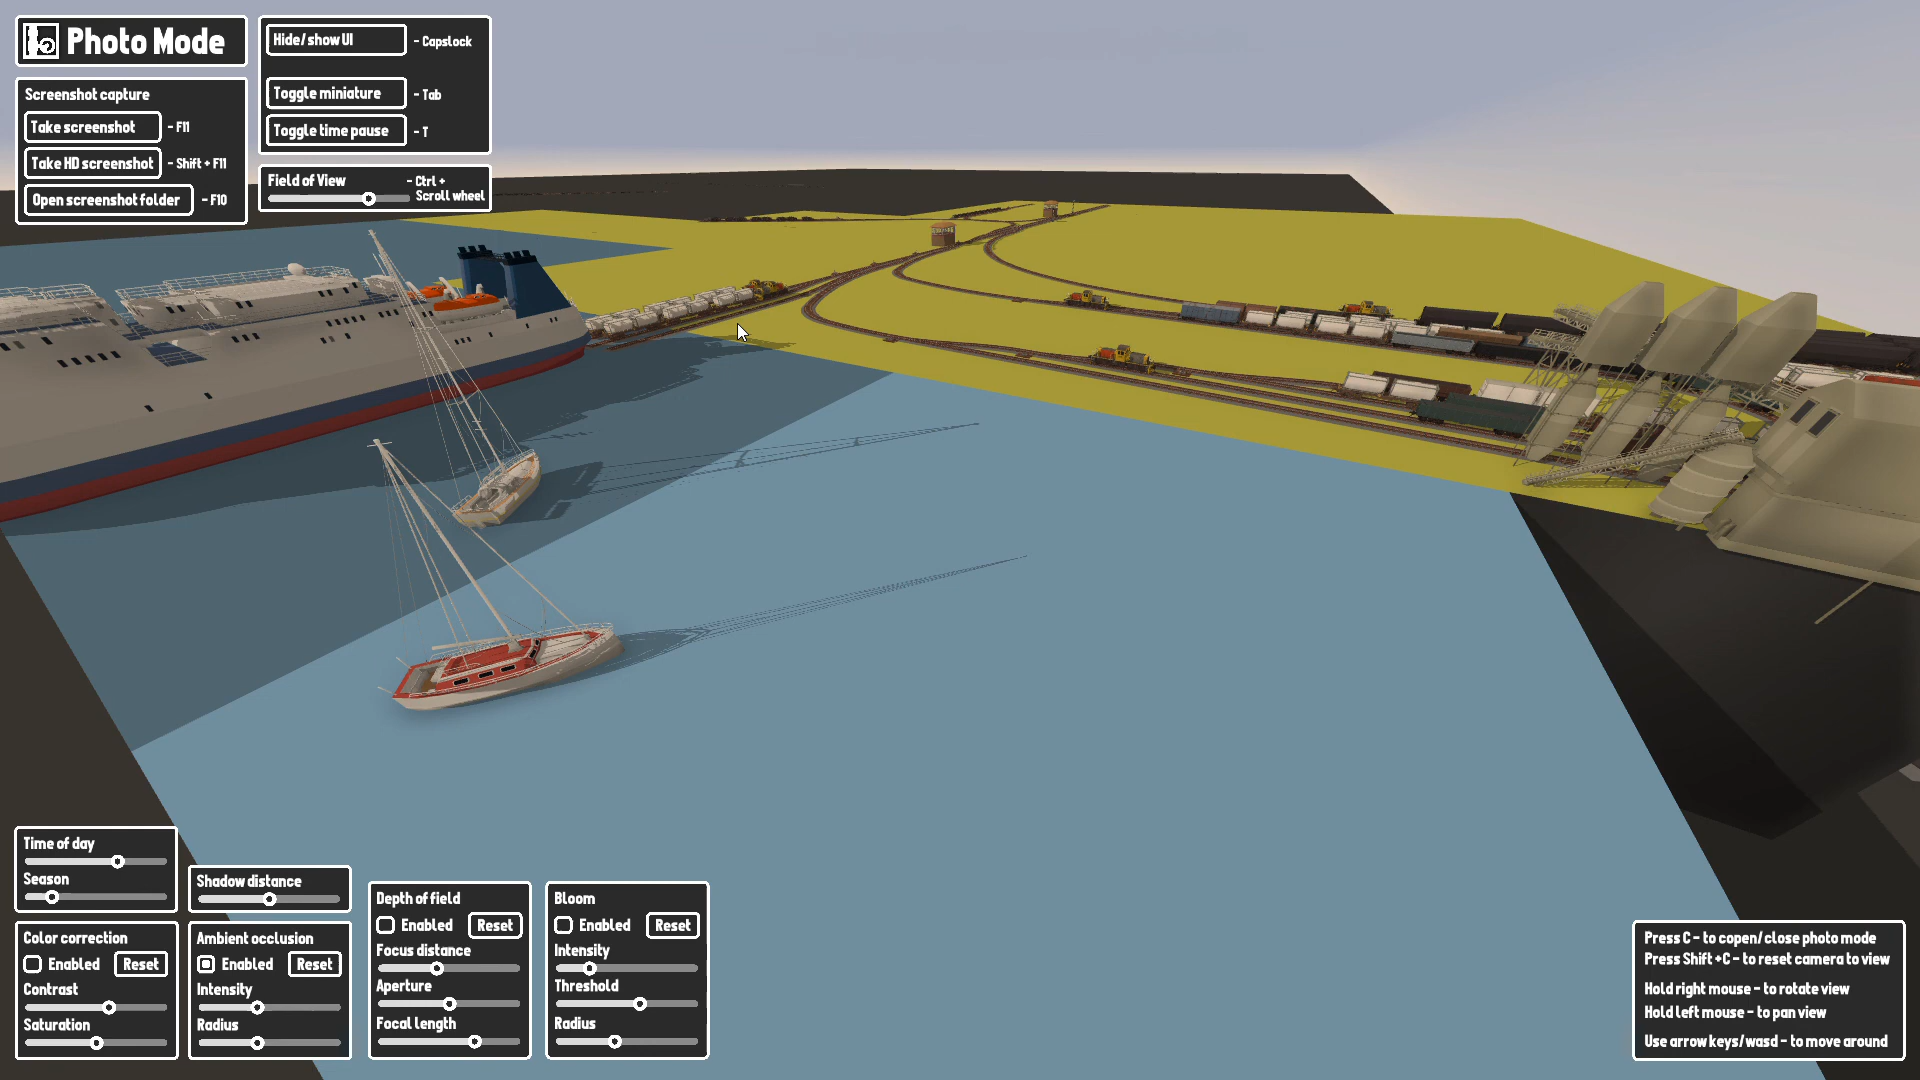 Photo Mode
Screenshot capture
Take screenshot - F11
Take HD screenshot - Shift + F11
Open screenshot folder - F10
Hide/show UI - Capslock
Toggle miniature - Tab
Toggle time pause - T
Field of View - Ctrl +
Scroll wheel
Time of day
Season
Shadow distance
Color correction
Enabled Reset
Contrast
Saturation
Ambient occlusion
Enabled Reset
Intensity
Radius
Depth of field
Enabled Reset
Focus distance
Aperture
Focal length
Bloom
Enabled Reset
Intensity
Threshold
Radius
Press C - to copen/close photo mode
Press Shift +C - to reset camera to view
Hold right mouse - to rotate view
Hold left mouse - to pan view
Use arrow keys/wasd - to move around